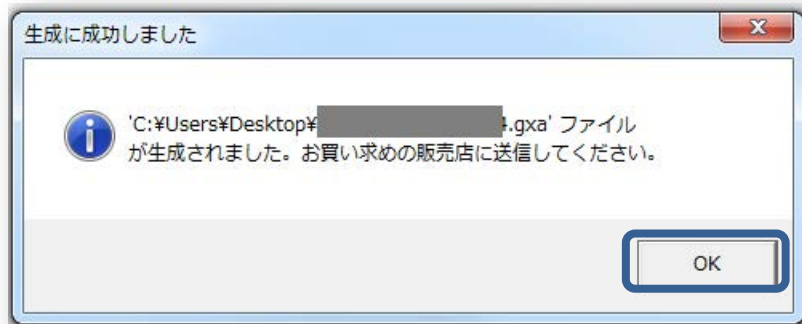 生成に成功しました
'C:¥Users¥Desktop¥ 4.gxa' ファイル
が生成されました。お買い求めの販売店に送信してください。
OK